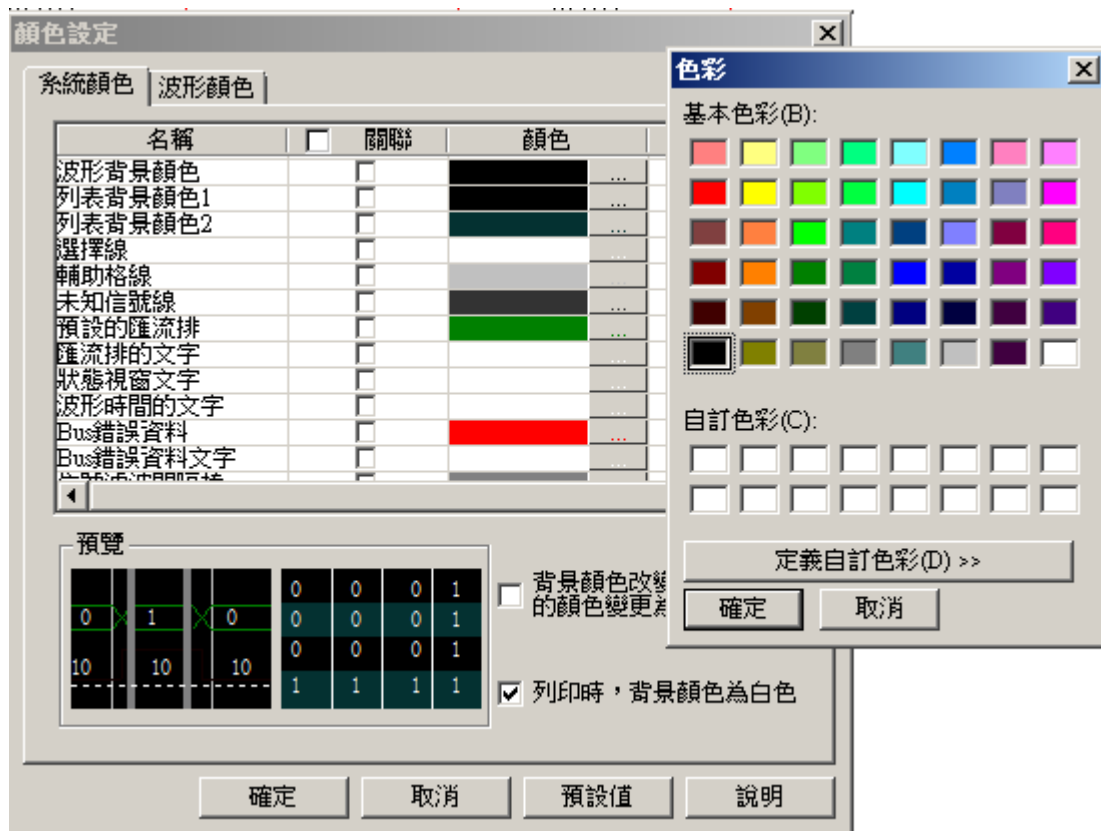 顏色設定
系統顏色 波形顏色
名稱 關聯 顏色
波形背景顏色 ...
列表背景顏色1 ...
列表背景顏色2 ...
選擇線 ...
輔助格線 ...
未知信號線 ...
預設的匯流排 ...
匯流排的文字 ...
狀態視窗文字 ...
波形時間的文字 ...
Bus錯誤資料 ...
Bus錯誤資料文字 ...
預覽
0 1 0
10 10 10
0 0 0 1
0 0 0 1
0 0 0 1
1 1 1 1
背景顏色改變
的顏色變更為
列印時，背景顏色為白色
確定 取消 預設值 說明
色彩
基本色彩(B):
自訂色彩(C):
定義自訂色彩(D) >>
確定 取消